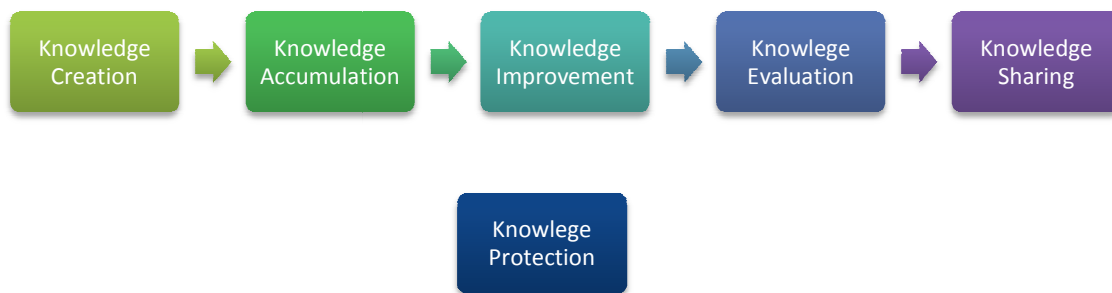 Knowledge
Creation
Knowledge
Accumulation
Knowledge
Improvement
Knowlege
Evaluation
Knowledge
Sharing
Knowlege
Protection